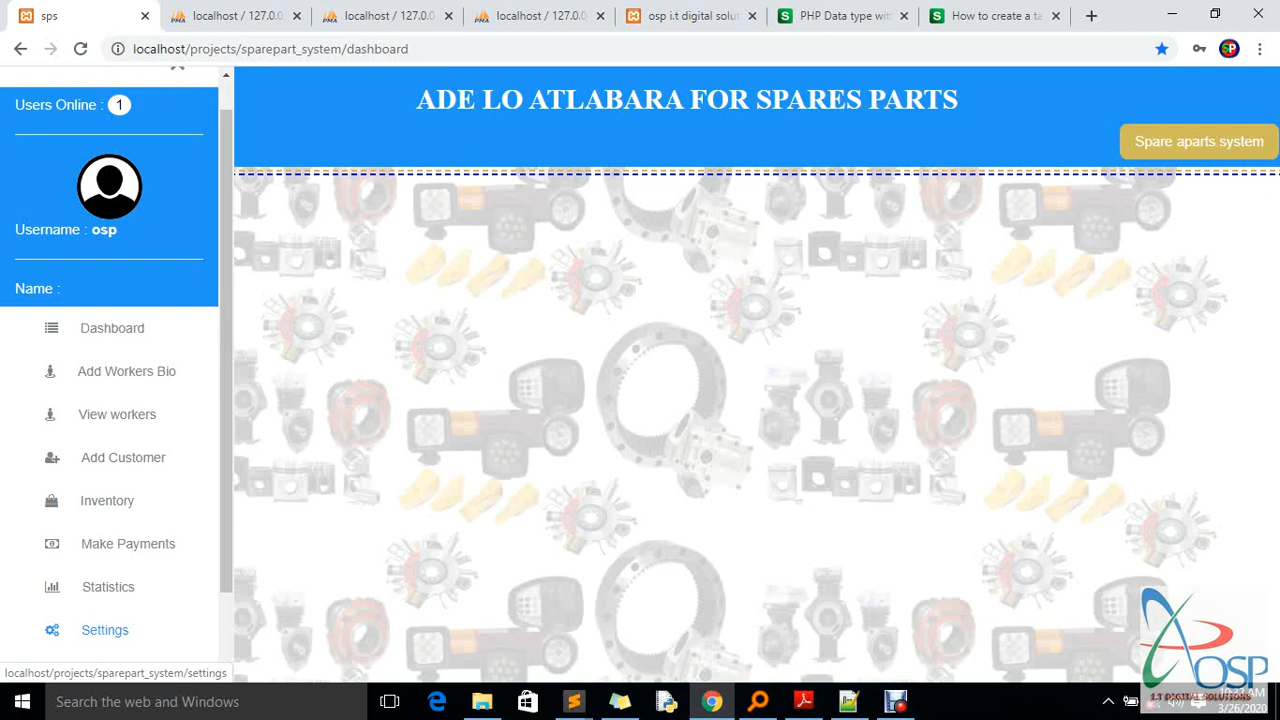 sps
localhost / 127.0.0
localhost / 127.0.0
localhost / 127.0.0
osp i.t digital solut
PHP Data type with
How to create a ta
localhost/projects/sparepart_system/dashboard
SP
Users Online : 1
ADE LO ATLABARA FOR SPARES PARTS
Spare aparts system
Username : osp
Name :
Dashboard
Add Workers Bio
View workers
Add Customer
Inventory
Make Payments
Statistics
Settings
localhost/projects/sparepart_system/settings
OSP
I.T DIGITAL SOLUTIONS
Search the web and Windows
3/26/2020